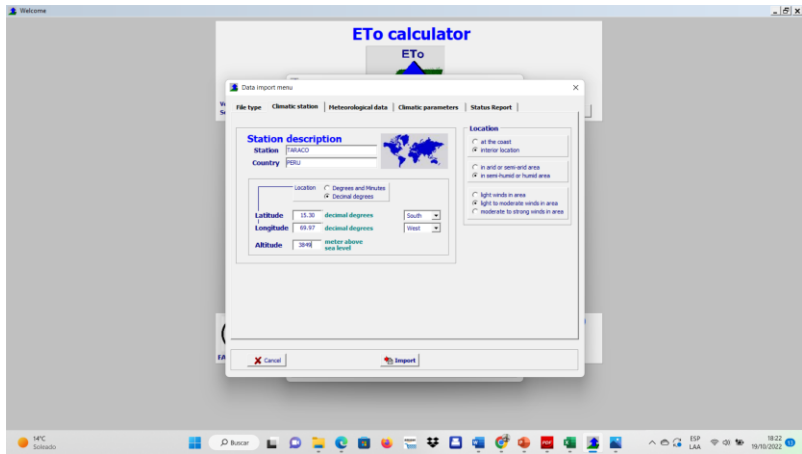 Welcome
ETo calculator
ETo
Data import menu
File type
Climatic station
Meteorological data
Climatic parameters
Status Report
Station description
Station TARACO
Country PERU
Location
Degrees and Minutes
Decimal degrees
Latitude 15.30 decimal degrees South
Longitude 69.97 decimal degrees West
Altitude 3849 meter above
sea level
Location
at the coast
interior location
in arid or semi-arid area
in semi-humid or humid area
light winds in area
light to moderate winds in area
moderate to strong winds in area
Cancel
Import
14°C
Soleado
Buscar
ESP
LAA
18:22
19/10/2022